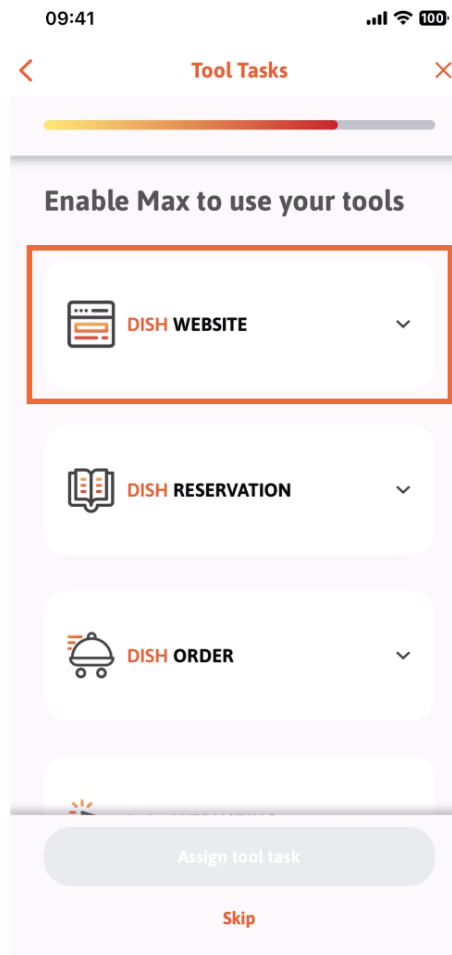 09:41
100
Tool Tasks
Enable Max to use your tools
DISH WEBSITE
DISH RESERVATION
DISH ORDER
Assign tool task
Skip